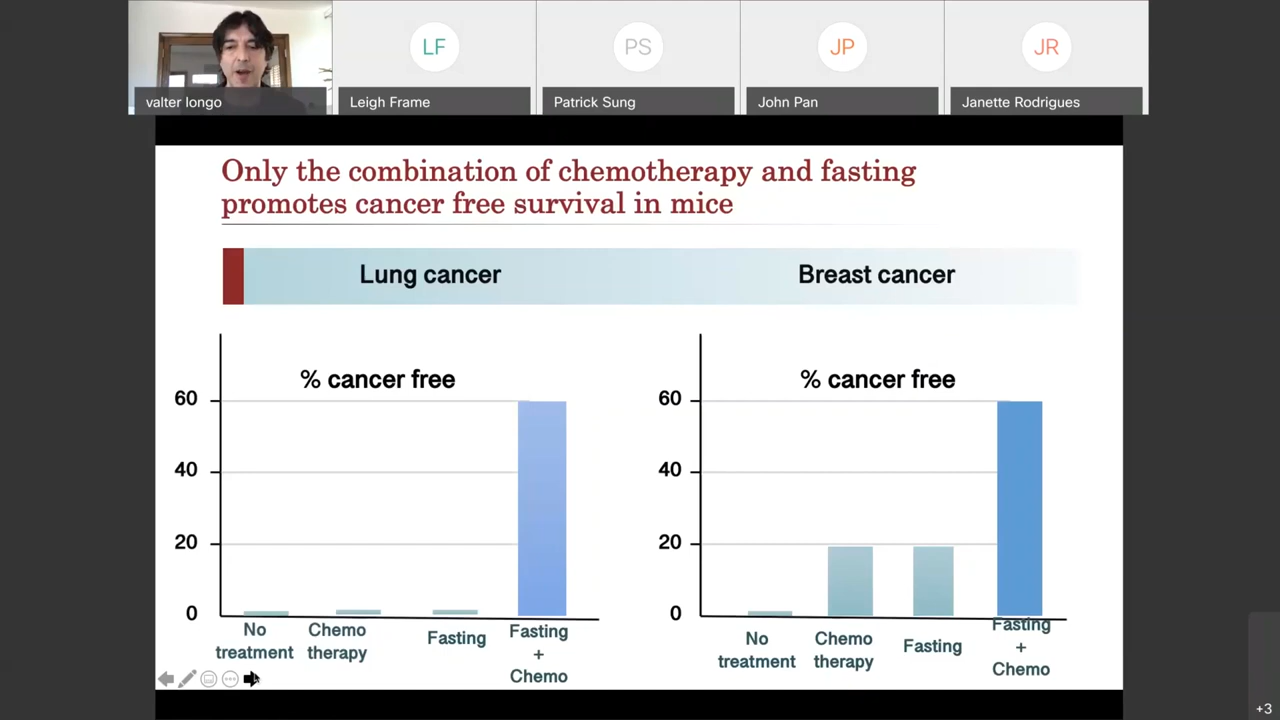 LF
PS
JP
JR
valter longo
Leigh Frame
Patrick Sung
John Pan
Janette Rodrigues
Only the combination of chemotherapy and fasting
promotes cancer free survival in mice
Lung cancer
Breast cancer
% cancer free
60
40
20
0
No
treatment
Chemo
therapy
Fasting
Fasting
+
Chemo
% cancer free
60
40
20
0
No
treatment
Chemo
therapy
Fasting
Fasting
+
Chemo
+3